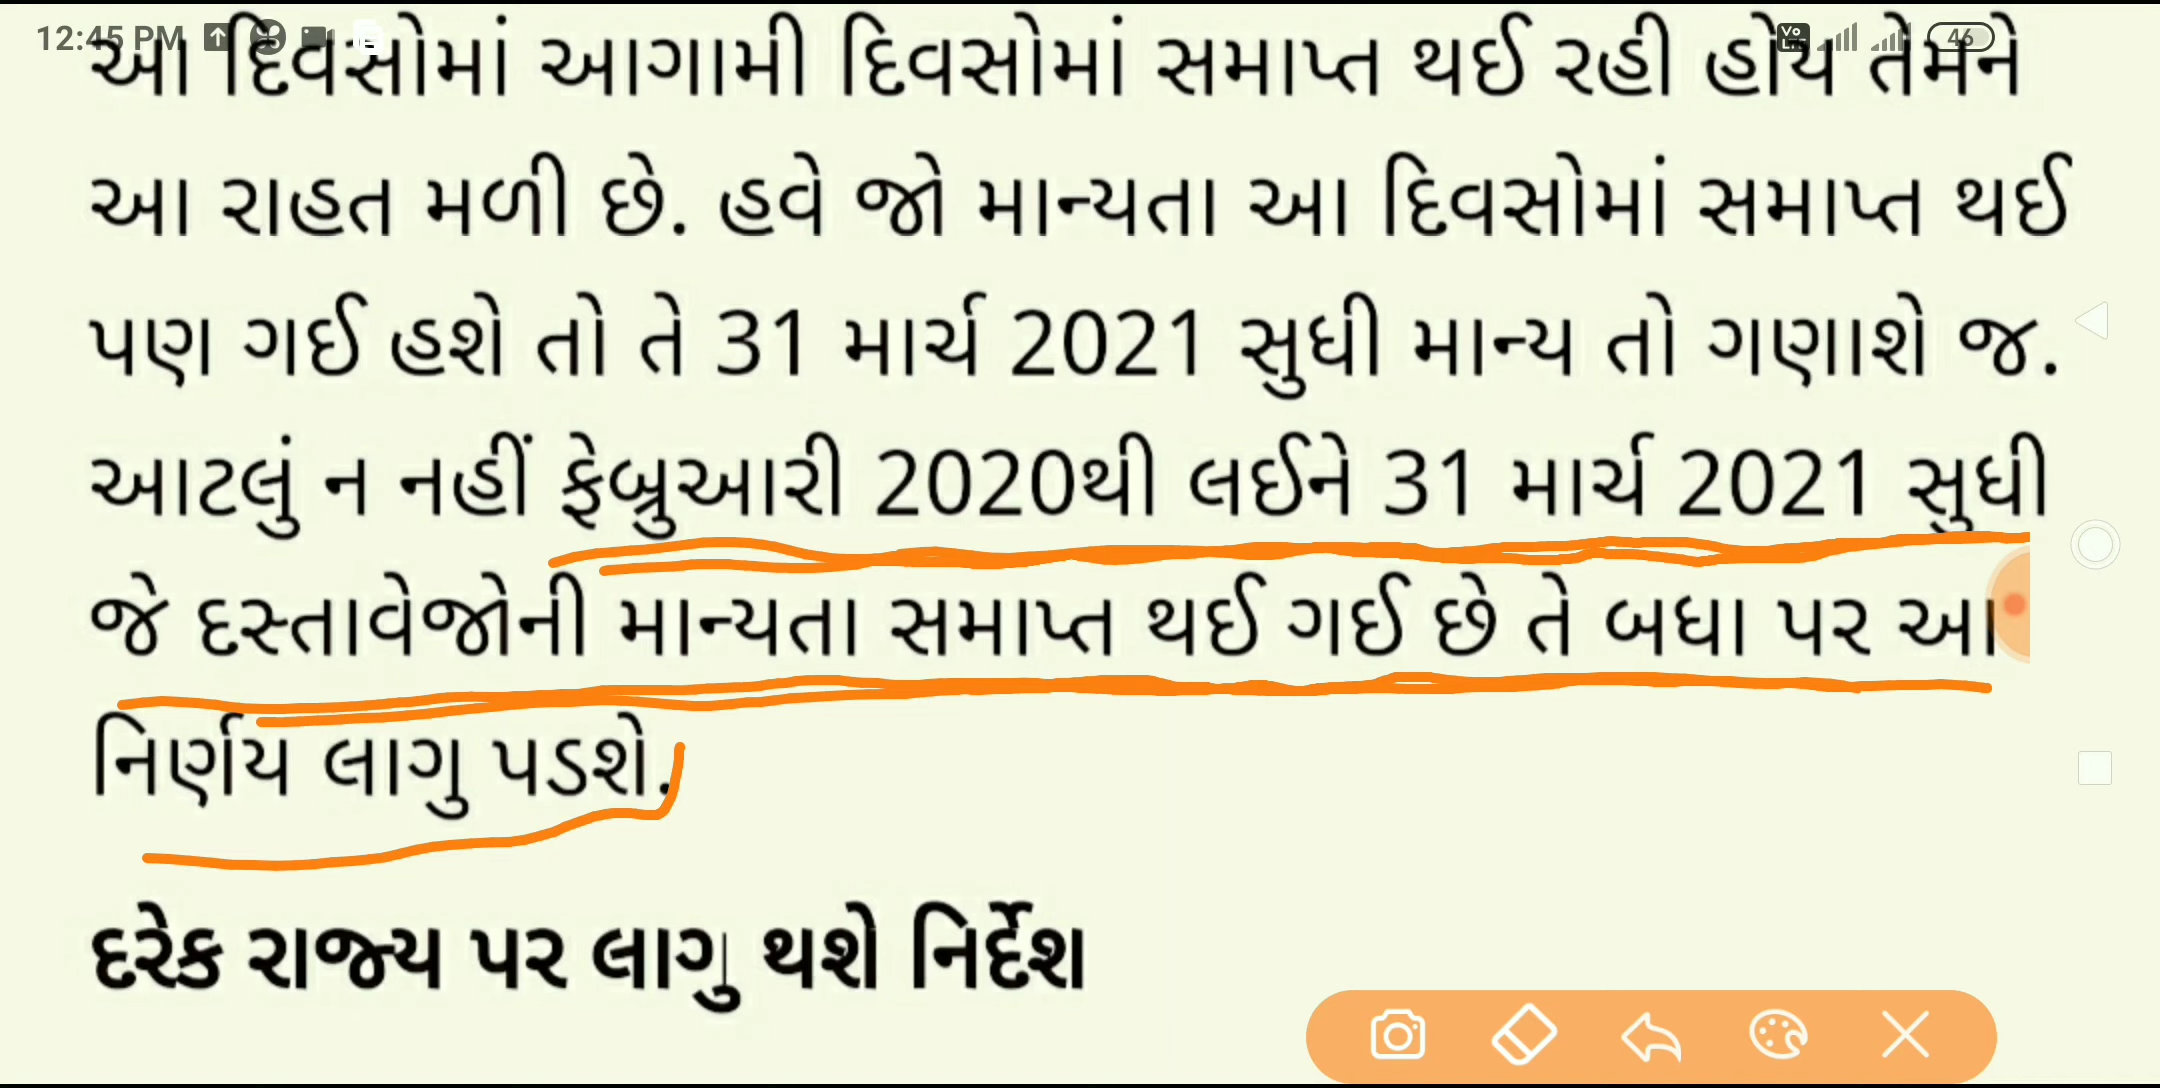 12:45 PM
46
આ દિવસોમાં આગામી દિવસોમાં સમાપ્ત થઈ રહી હોય તેમને
આ રાહત મળી છે. હવે જો માન્યતા આ દિવસોમાં સમાપ્ત થઈ
પણ ગઈ હશે તો તે 31 માર્ચ 2021 સુધી માન્ય તો ગણાશે જ.
આટલું ન નહીં ફેબ્રુઆરી 2020થી લઈને 31 માર્ચ 2021 સુધી
જે દસ્તાવેજોની માન્યતા સમાપ્ત થઈ ગઈ છે તે બધા પર આ
નિર્ણય લાગુ પડશે.
દરેક રાજ્ય પર લાગુ થશે નિર્દેશ